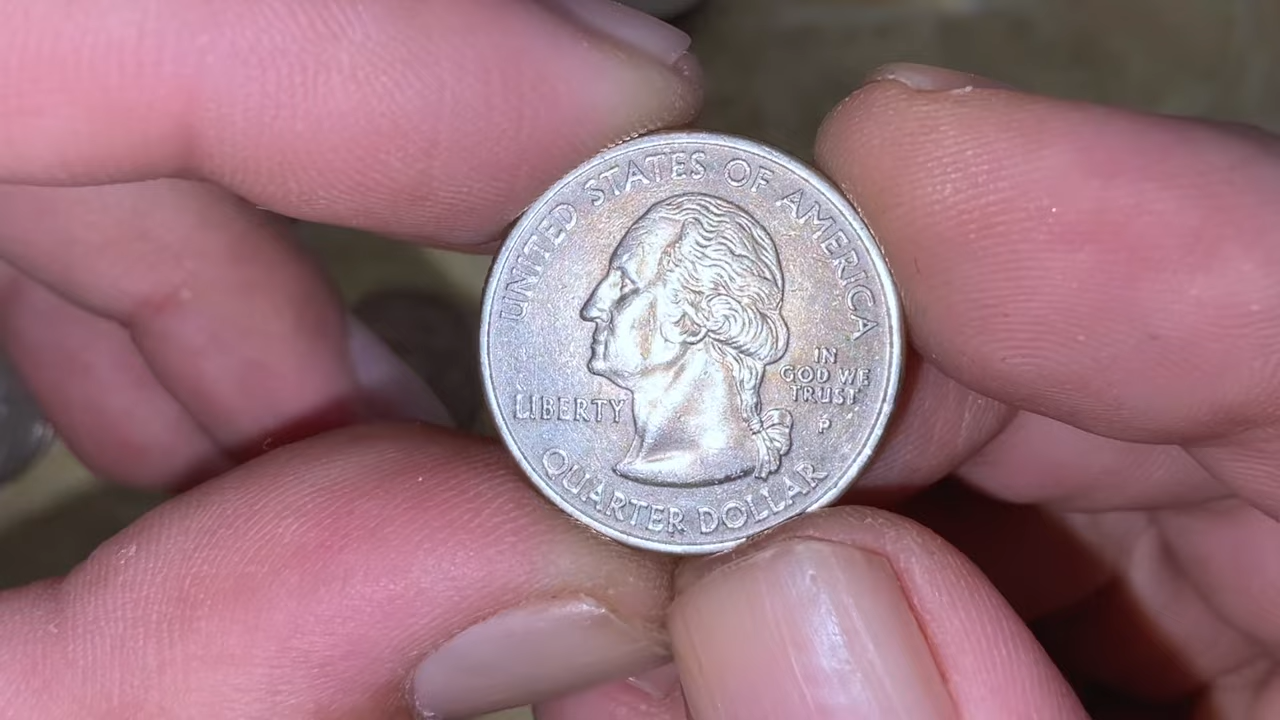 UNITED STATES OF AMERICA
LIBERTY
IN
GOD WE
TRUST
P
QUARTER DOLLAR